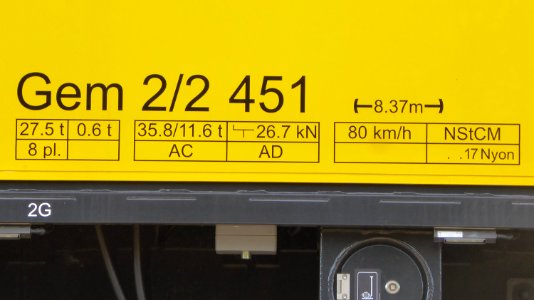 Gem 2/2 451
8.37m
27.5 t 0.6 t 35.8/11.6 t 26.7 kN 80 km/h NStCM
8 pl. AC AD . .17 Nyon
2G